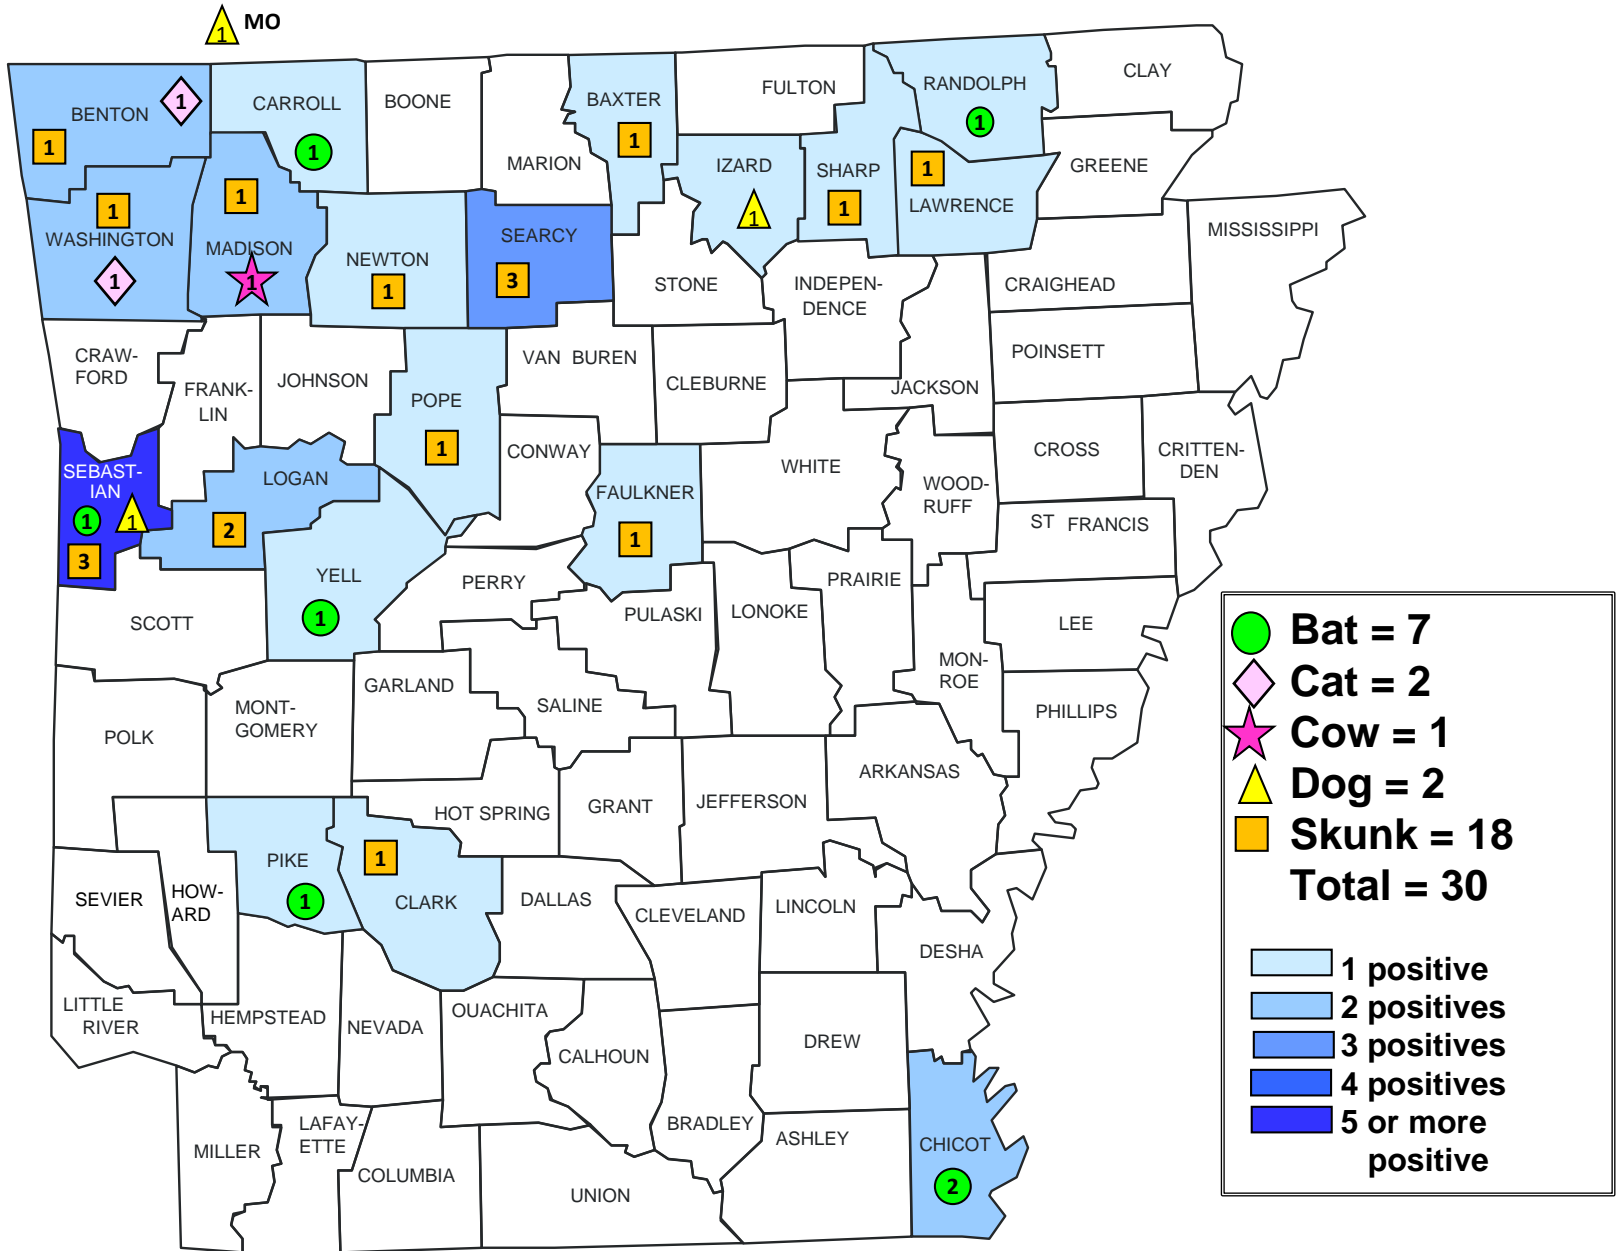 1 MO
BENTON
1
1
CARROLL
1
BOONE
MARION
BAXTER
1
FULTON
RANDOLPH
1
CLAY
IZARD
1
SHARP
1
1
LAWRENCE
GREENE
1
WASHINGTON
1
1
MADISON
1
NEWTON
1
SEARCY
3
STONE
INDEPEN-
DENCE
CRAIGHEAD
MISSISSIPPI
CRAW-
FORD
FRANK-
LIN
JOHNSON
POPE
1
VAN BUREN
CLEBURNE
JACKSON
POINSETT
SEBAST-
IAN
1
1
3
LOGAN
2
CONWAY
FAULKNER
1
WHITE
WOOD-
RUFF
CROSS
CRITTEN-
DEN
ST FRANCIS
SCOTT
YELL
1
PERRY
PULASKI
LONOKE
PRAIRIE
MON-
ROE
LEE
PHILLIPS
POLK
MONT-
GOMERY
GARLAND
SALINE
HOT SPRING
GRANT
JEFFERSON
ARKANSAS
SEVIER
HOW-
ARD
PIKE
1
1
CLARK
DALLAS
CLEVELAND
LINCOLN
DESHA
LITTLE
RIVER
HEMPSTEAD
NEVADA
OUACHITA
CALHOUN
BRADLEY
DREW
MILLER
LAFAY-
ETTE
COLUMBIA
UNION
ASHLEY
CHICOT
2
Bat = 7
Cat = 2
Cow = 1
Dog = 2
Skunk = 18
Total = 30
1 positive
2 positives
3 positives
4 positives
5 or more
positive